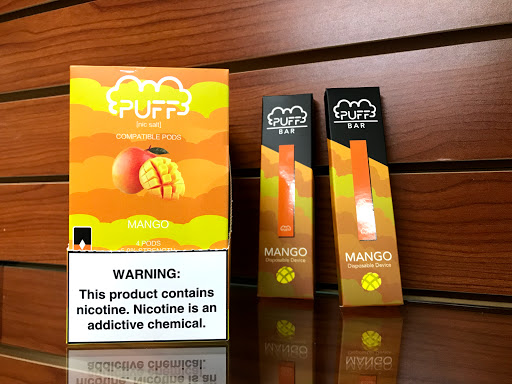 PUFF
[nic salt]
COMPATIBLE PODS
MANGO
4 PODS
WARNING:
This product contains
nicotine. Nicotine is an
addictive chemical.
PUFF
BAR
MANGO
Disposable Device
PUFF
BAR
MANGO
Disposable Device